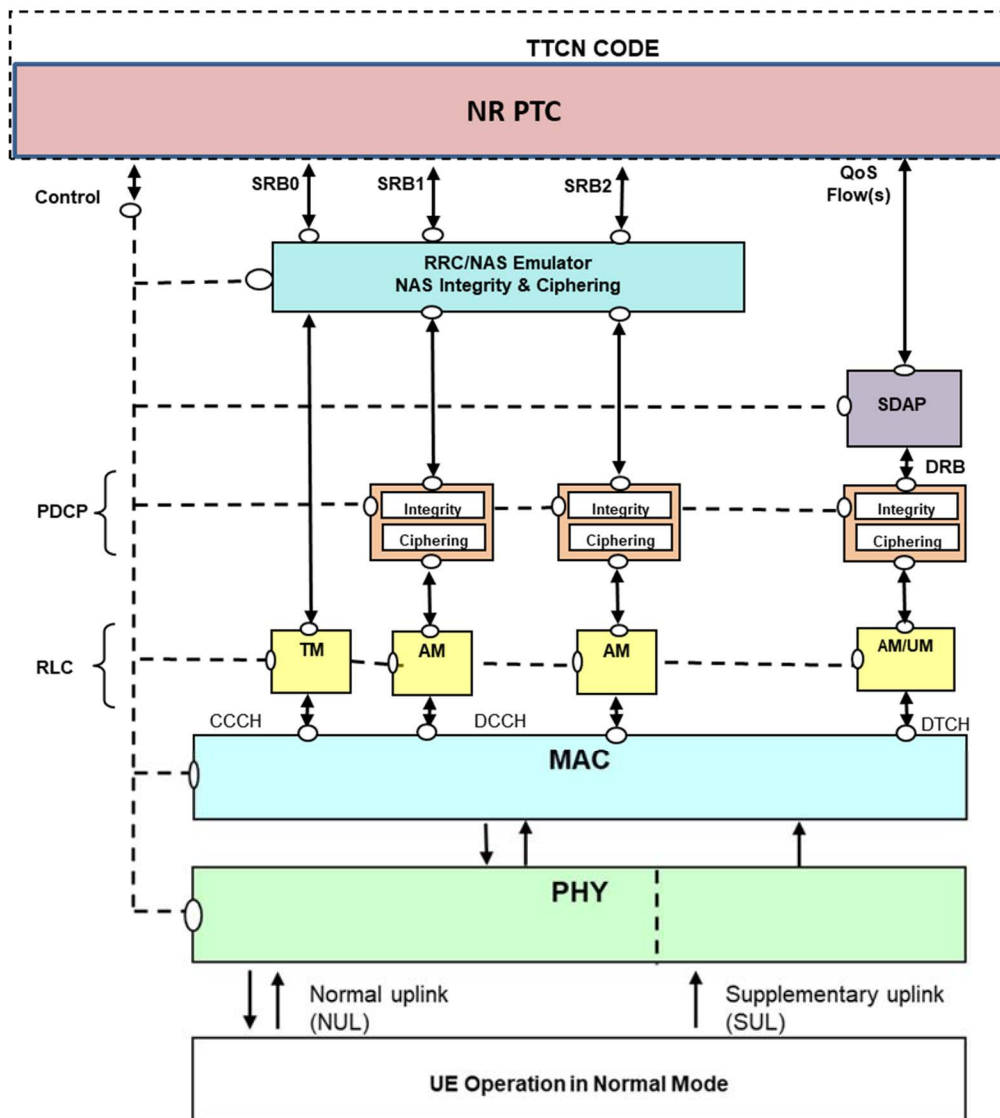 TTCN CODE
NR PTC
Control
SRB0
SRB1
SRB2
QoS
Flow(s)
RRC/NAS Emulator
NAS Integrity & Ciphering
SDAP
DRB
PDCP
Integrity
Ciphering
Integrity
Ciphering
Integrity
Ciphering
RLC
TM
AM
AM
AM/UM
CCCH
DCCH
DTCH
MAC
PHY
Normal uplink
(NUL)
Supplementary uplink
(SUL)
UE Operation in Normal Mode